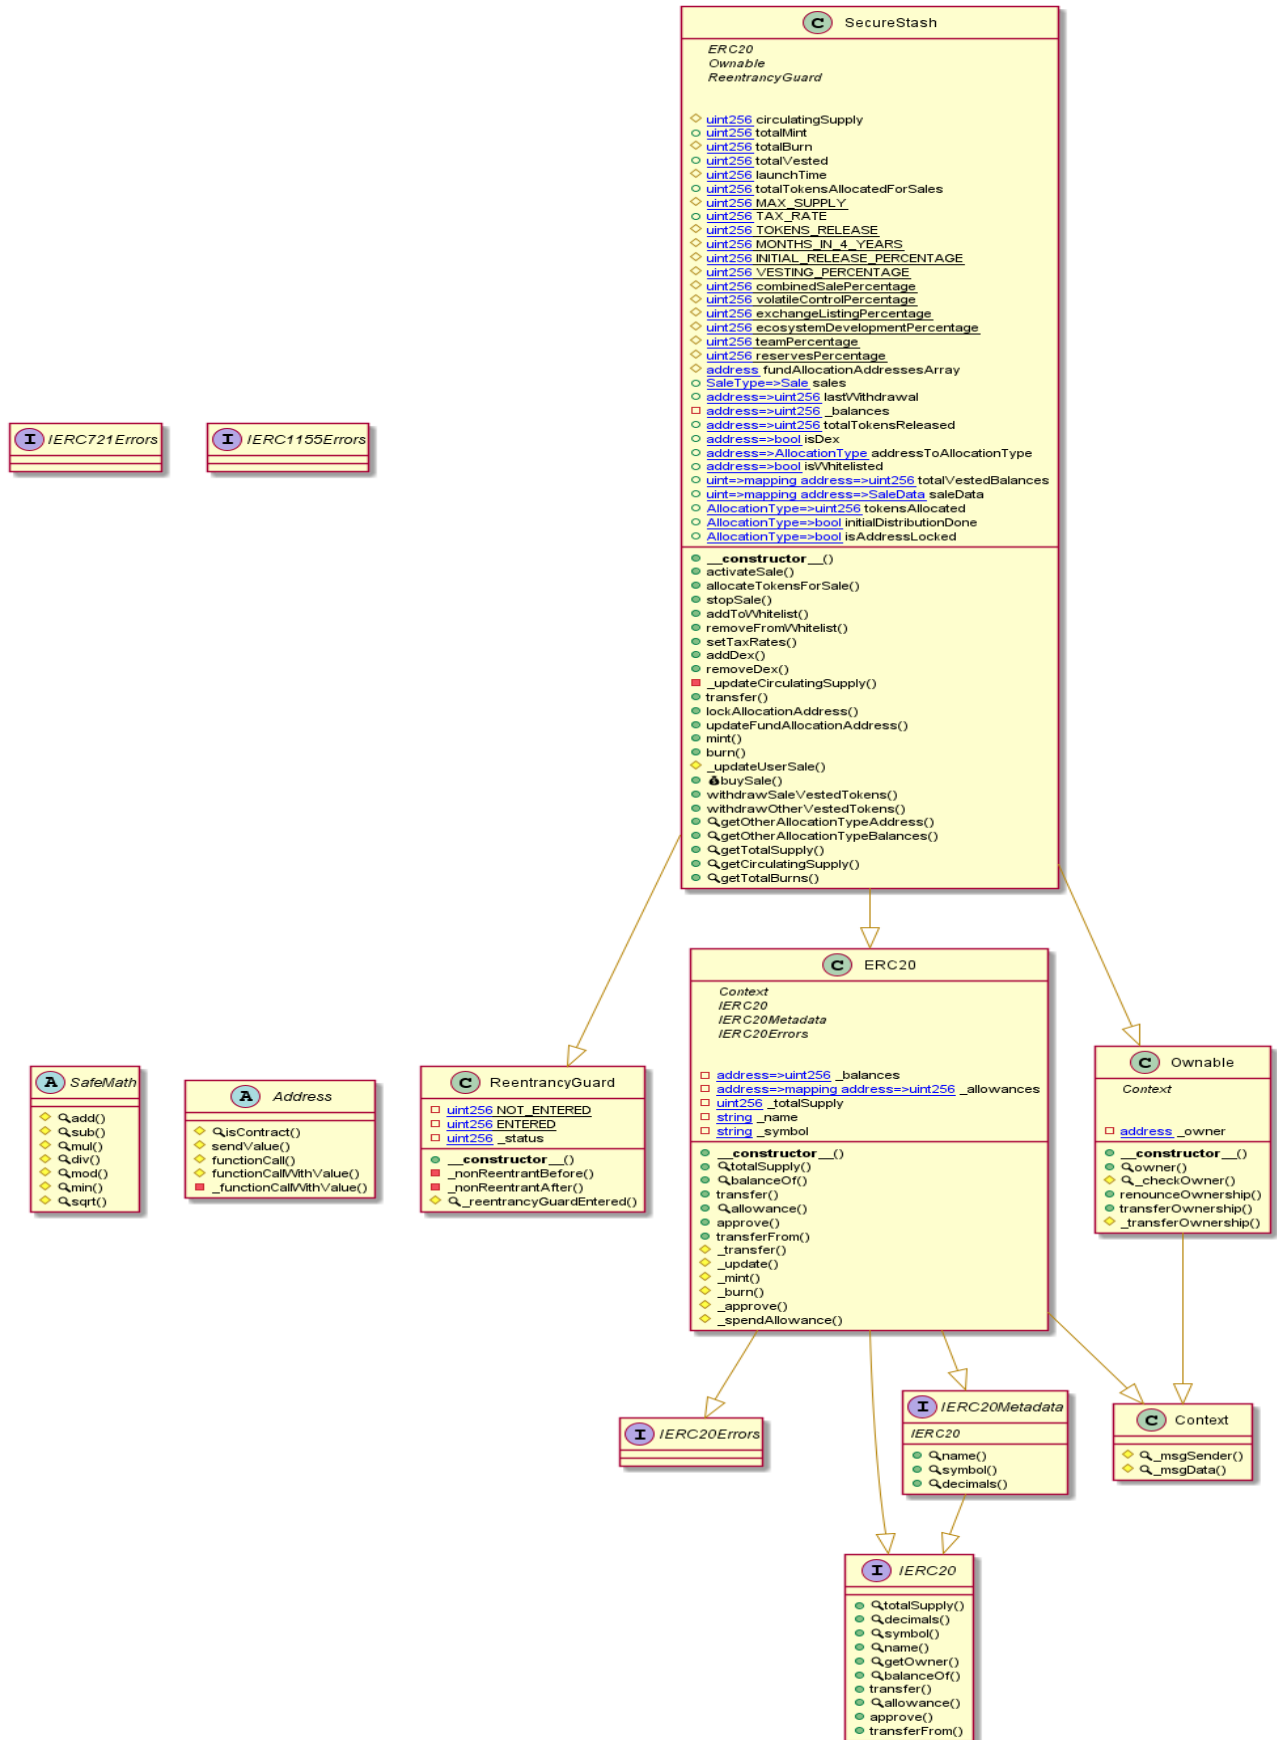 C SecureStash
ERC20
Ownable
ReentrancyGuard
uint256 circulatingSupply
uint256 totalMint
uint256 totalBurn
uint256 totalVested
uint256 launchTime
uint256 totalTokensAllocatedForSales
uint256 MAX_SUPPLY
uint256 TAX_RATE
uint256 TOKENS_RELEASE
uint256 MONTHS_IN_4_YEARS
uint256 INITIAL_RELEASE_PERCENTAGE
uint256 VESTING_PERCENTAGE
uint256 combinedSalePercentage
uint256 volatileControlPercentage
uint256 exchangeListingPercentage
uint256 ecosystemDevelopmentPercentage
uint256 teamPercentage
uint256 reservesPercentage
address fundAllocationAddressesArray
SaleType=>Sale sales
address=>uint256 lastWithdrawal
address=>uint256 _balances
address=>uint256 totalTokensReleased
address=>bool isDex
address=>AllocationType addressToAllocationType
address=>bool isWhitelisted
uint=>mapping address=>uint256 totalVestedBalances
uint=>mapping address=>SaleData saleData
AllocationType=>uint256 tokensAllocated
AllocationType=>bool initialDistributionDone
AllocationType=>bool isAddressLocked
__constructor__()
activateSale()
allocateTokensForSale()
stopSale()
addToWhitelist()
removeFromWhitelist()
setTaxRates()
addDex()
removeDex()
_updateCirculatingSupply()
transfer()
lockAllocationAddress()
updateFundAllocationAddress()
mint()
burn()
_updateUserSale()
buySale()
withdrawSaleVestedTokens()
withdrawOtherVestedTokens()
getOtherAllocationTypeAddress()
getOtherAllocationTypeBalances()
getTotalSupply()
getCirculatingSupply()
getTotalBurns()
I IERC721Errors
I IERC1155Errors
A SafeMath
add()
sub()
mul()
div()
mod()
min()
sqrt()
A Address
isContract()
sendValue()
functionCall()
functionCallWithValue()
_functionCallWithValue()
C ReentrancyGuard
uint256 NOT_ENTERED
uint256 ENTERED
uint256 _status
__constructor__()
_nonReentrantBefore()
_nonReentrantAfter()
_reentrancyGuardEntered()
C ERC20
Context
IERC20
IERC20Metadata
IERC20Errors
address=>uint256 _balances
address=>mapping address=>uint256 _allowances
uint256 _totalSupply
string _name
string _symbol
__constructor__()
totalSupply()
balanceOf()
transfer()
allowance()
approve()
transferFrom()
_transfer()
_update()
_mint()
_burn()
_approve()
_spendAllowance()
C Ownable
Context
address _owner
__constructor__()
owner()
_checkOwner()
renounceOwnership()
transferOwnership()
_transferOwnership()
I IERC20Errors
I IERC20Metadata
IERC20
name()
symbol()
decimals()
C Context
_msgSender()
_msgData()
I IERC20
totalSupply()
decimals()
symbol()
name()
getOwner()
balanceOf()
transfer()
allowance()
approve()
transferFrom()